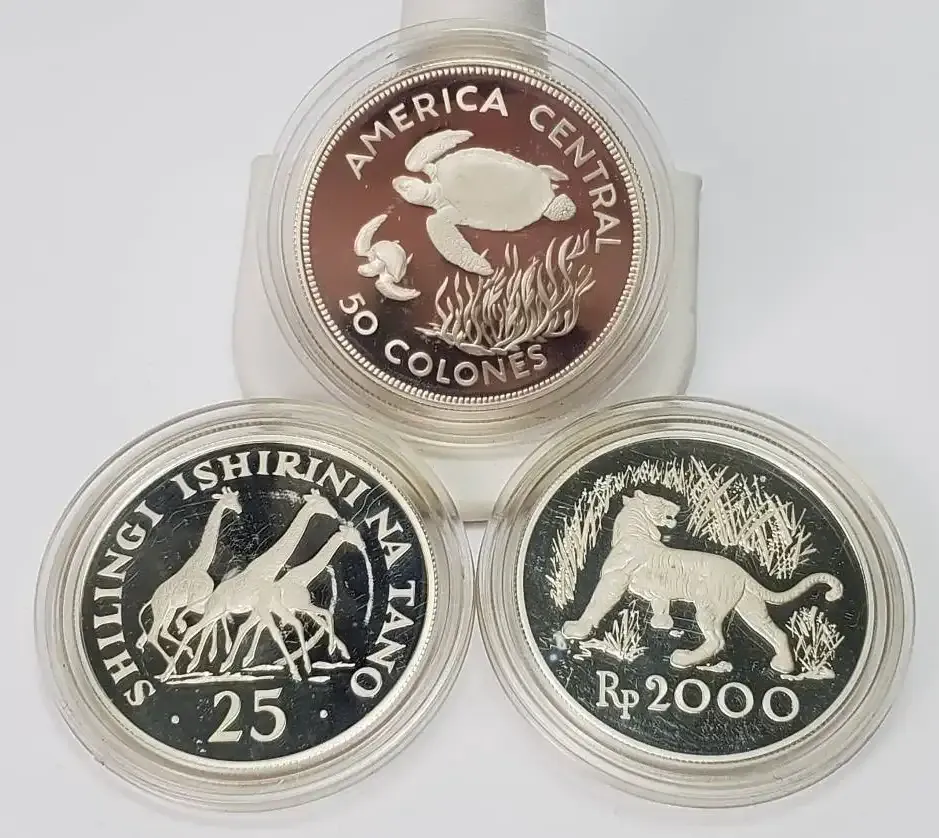 AMERICA CENTRAL
50 COLONES
SHILINGI ISHIRINI NA TANO
· 25 ·
Rp 2000